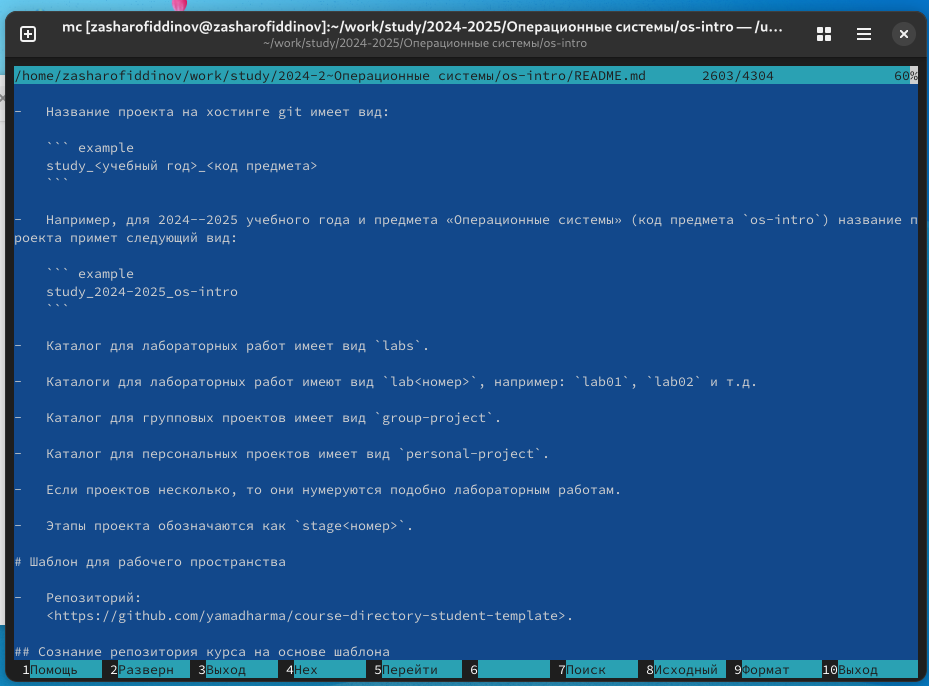 mc [zasharofiddinov@zasharofiddinov]:~/work/study/2024-2025/Операционные системы/os-intro — /u...
~/work/study/2024-2025/Операционные системы/os-intro
/home/zasharofiddinov/work/study/2024-2~Операционные системы/os-intro/README.md 2603/4304 60%
- Название проекта на хостинге git имеет вид:
``` example
study_<учебный год>_<код предмета>
```
- Например, для 2024--2025 учебного года и предмета «Операционные системы» (код предмета `os-intro`) название п
роекта примет следующий вид:
``` example
study_2024-2025_os-intro
```
- Каталог для лабораторных работ имеет вид `labs`.
- Каталоги для лабораторных работ имеют вид `lab<номер>`, например: `lab01`, `lab02` и т.д.
- Каталог для групповых проектов имеет вид `group-project`.
- Каталог для персональных проектов имеет вид `personal-project`.
- Если проектов несколько, то они нумеруются подобно лабораторным работам.
- Этапы проекта обозначаются как `stage<номер>`.
# Шаблон для рабочего пространства
- Репозиторий:
<https://github.com/yamadharma/course-directory-student-template>.
## Сознание репозитория курса на основе шаблона
1Помощь 2Разверн 3Выход 4Hex 5Перейти 6 7Поиск 8Исходный 9Формат 10Выход